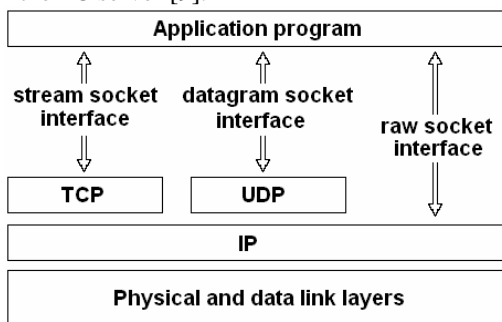 Application program
stream socket
interface
datagram socket
interface
raw socket
interface
TCP
UDP
IP
Physical and data link layers